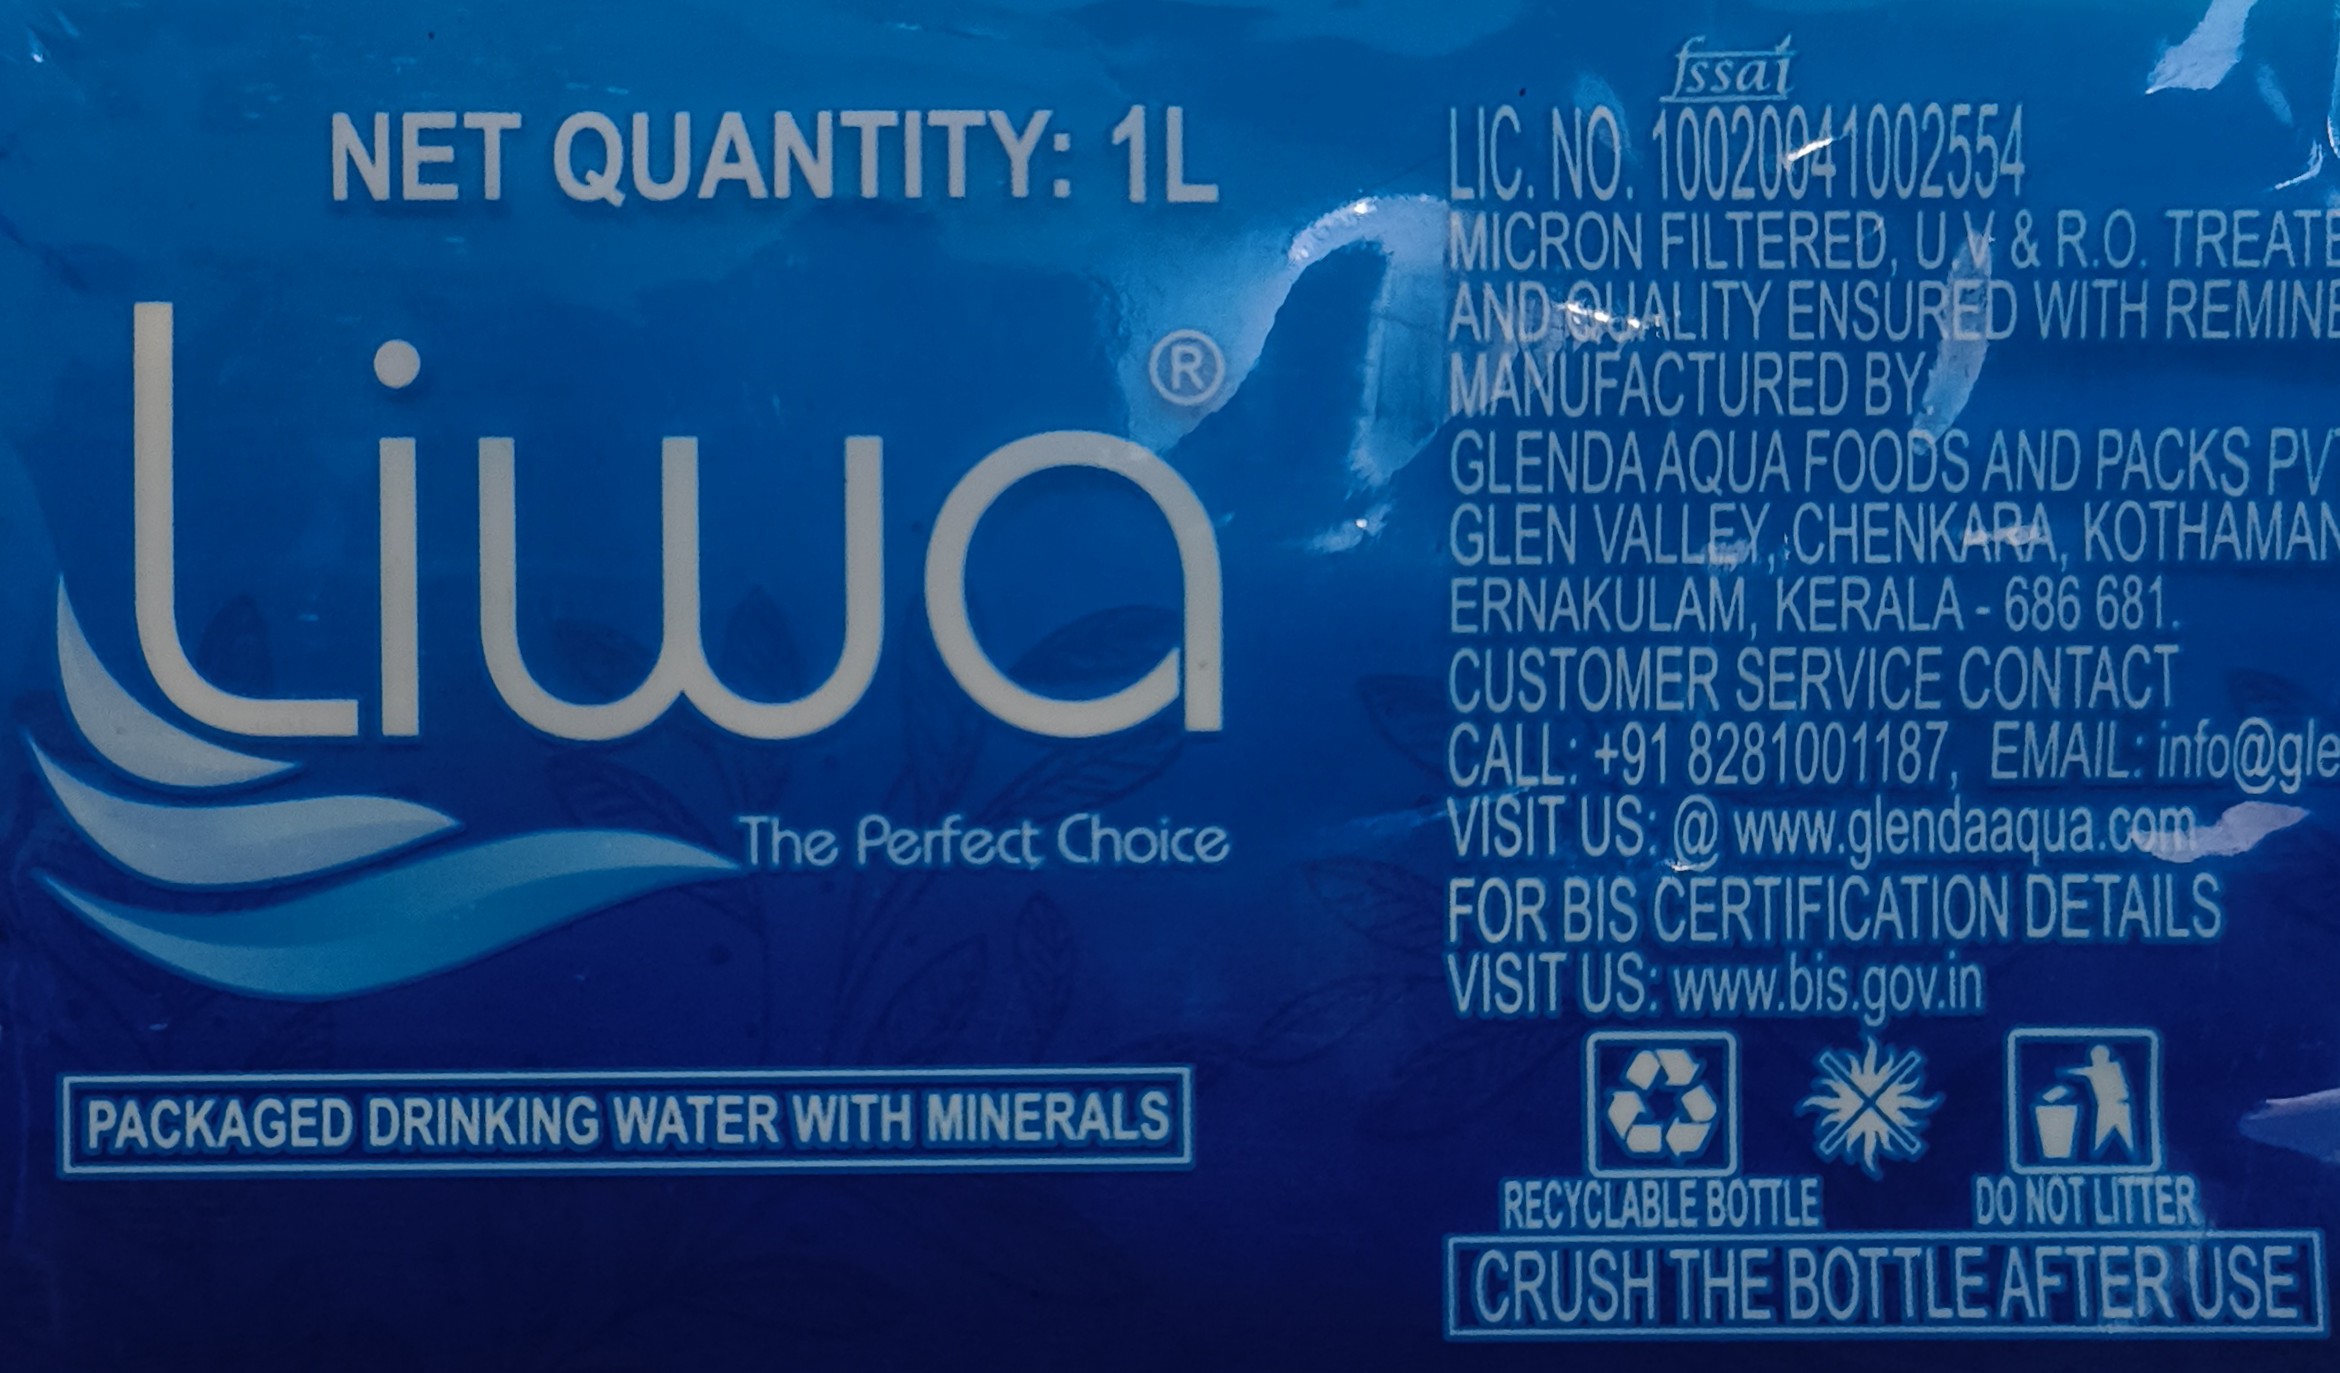 NET QUANTITY: 1L
Liwa®
The Perfect Choice
PACKAGED DRINKING WATER WITH MINERALS
fssai
LIC. NO. 10020041002554
MICRON FILTERED, U.V & R.O. TREATE
AND QUALITY ENSURED WITH REMINE
MANUFACTURED BY:
GLENDA AQUA FOODS AND PACKS PVT
GLEN VALLEY, CHENKARA, KOTHAMAN
ERNAKULAM, KERALA - 686 681.
CUSTOMER SERVICE CONTACT
CALL: +91 8281001187, EMAIL: info@gle
VISIT US: @ www.glendaaqua.com
FOR BIS CERTIFICATION DETAILS
VISIT US: www.bis.gov.in
RECYCLABLE BOTTLE
DO NOT LITTER
CRUSH THE BOTTLE AFTER USE